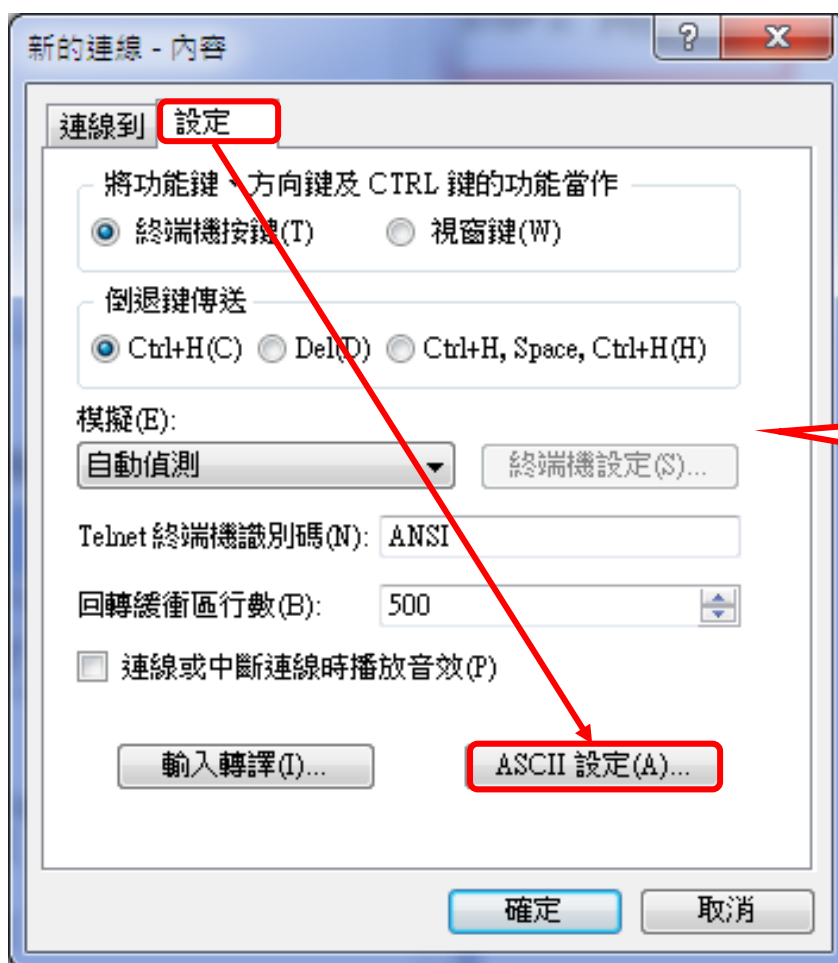 新的連線 - 內容
連線到 設定
將功能鍵、方向鍵及 CTRL 鍵的功能當作
終端機按鍵(T) 視窗鍵(W)
倒退鍵傳送
Ctrl+H(C) Del(D) Ctrl+H, Space, Ctrl+H(H)
模擬(E):
自動偵測 終端機設定(S)...
Telnet 終端機識別碼(N): ANSI
回轉緩衝區行數(B): 500
連線或中斷連線時播放音效(P)
輸入轉譯(I)... ASCII 設定(A)...
確定 取消